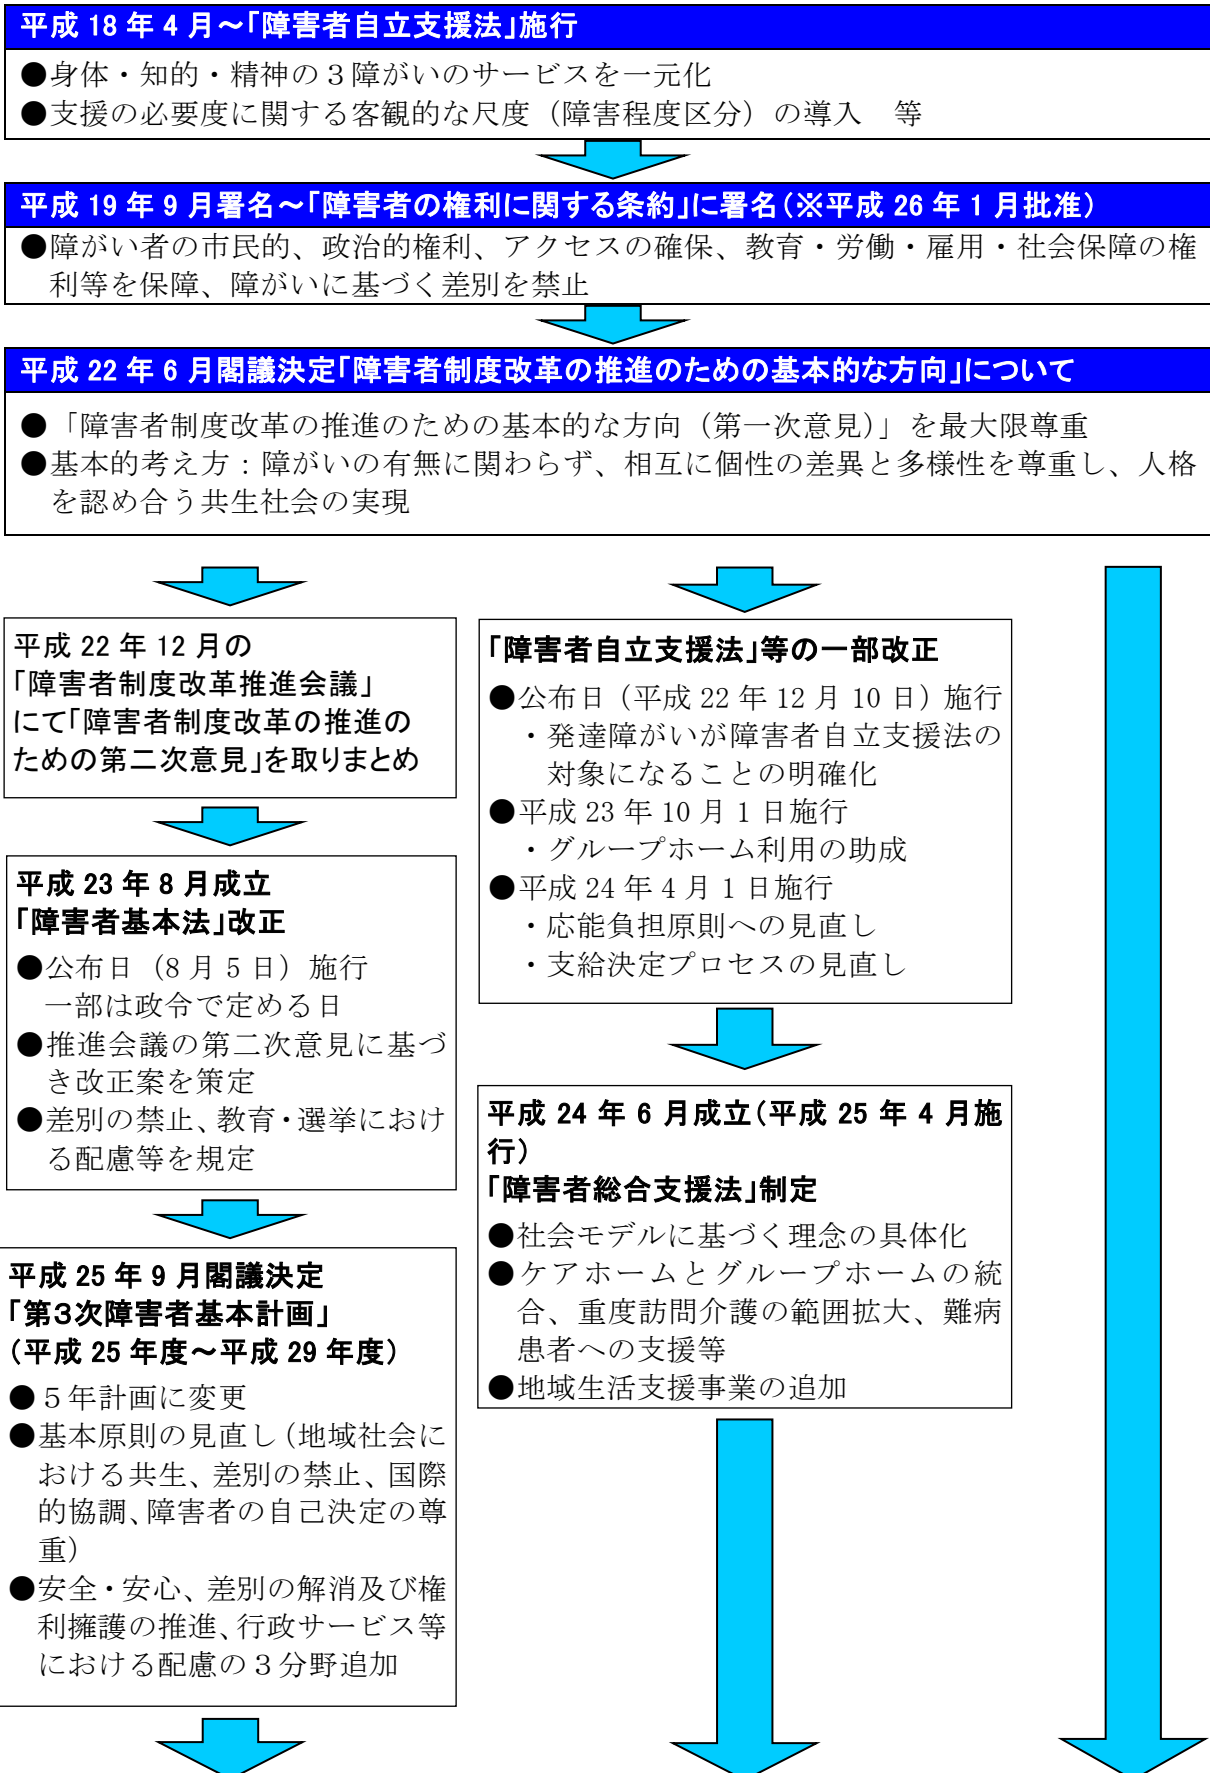 平成 18 年 4 月～「障害者自立支援法」施行
●身体・知的・精神の３障がいのサービスを一元化
●支援の必要度に関する客観的な尺度（障害程度区分）の導入　等
平成 19 年 9 月署名～「障害者の権利に関する条約」に署名（※平成 26 年 1 月批准）
●障がい者の市民的、政治的権利、アクセスの確保、教育・労働・雇用・社会保障の権
利等を保障、障がいに基づく差別を禁止
平成 22 年 6 月閣議決定「障害者制度改革の推進のための基本的な方向」について
●「障害者制度改革の推進のための基本的な方向（第一次意見）」を最大限尊重
●基本的考え方：障がいの有無に関わらず、相互に個性の差異と多様性を尊重し、人格
を認め合う共生社会の実現
平成 22 年 12 月の
「障害者制度改革推進会議」
にて「障害者制度改革の推進の
ための第二次意見」を取りまとめ
平成 23 年 8 月成立
「障害者基本法」改正
●公布日（8 月 5 日）施行
一部は政令で定める日
●推進会議の第二次意見に基づ
き改正案を策定
●差別の禁止、教育・選挙におけ
る配慮等を規定
平成 25 年 9 月閣議決定
「第３次障害者基本計画」
（平成 25 年度～平成 29 年度）
●５年計画に変更
●基本原則の見直し（地域社会に
おける共生、差別の禁止、国際
的協調、障害者の自己決定の尊
重）
●安全・安心、差別の解消及び権
利擁護の推進、行政サービス等
における配慮の３分野追加
「障害者自立支援法」等の一部改正
●公布日（平成 22 年 12 月 10 日）施行
・発達障がいが障害者自立支援法の
対象になることの明確化
●平成 23 年 10 月 1 日施行
・グループホーム利用の助成
●平成 24 年 4 月 1 日施行
・応能負担原則への見直し
・支給決定プロセスの見直し
平成 24 年 6 月成立（平成 25 年 4 月施
行）
「障害者総合支援法」制定
●社会モデルに基づく理念の具体化
●ケアホームとグループホームの統
合、重度訪問介護の範囲拡大、難病
患者への支援等
●地域生活支援事業の追加